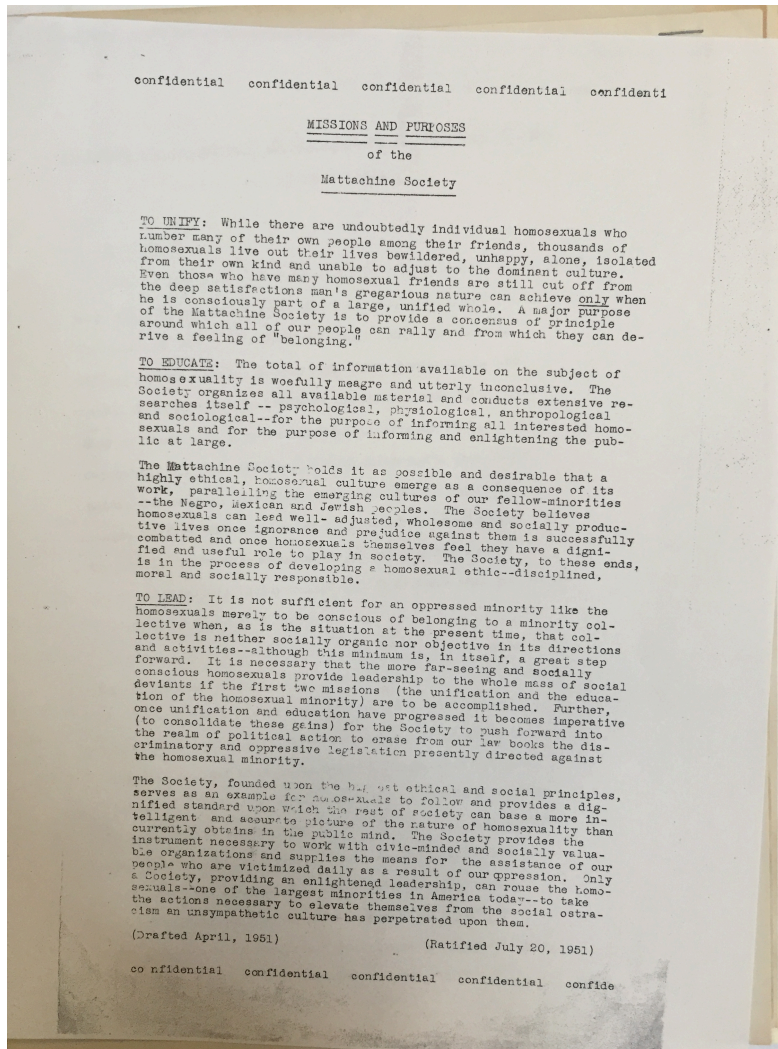 confidential confidential confidential confidential confidenti
MISSIONS AND PURPOSES
of the
Mattachine Society
TO UNIFY: While there are undoubtedly individual homosexuals who
number many of their own people among their friends, thousands of
homosexuals live out their lives bewildered, unhappy, alone, isolated
from their own kind and unable to adjust to the dominant culture.
Even those who have many homosexual friends are still cut off from
the deep satisfactions man's gregarious nature can achieve only when
he is consciously part of a large, unified whole. A major purpose
of the Mattachine Society is to provide a concensus of principle
around which all of our people can rally and from which they can de-
rive a feeling of "belonging."
TO EDUCATE: The total of information available on the subject of
homosexuality is woefully meagre and utterly inconclusive. The
Society organizes all available material and conducts extensive re-
searches itself -- psychological, physiological, anthropological
and sociological--for the purpose of informing all interested homo-
sexuals and for the purpose of informing and enlightening the pub-
lic at large.
The Mattachine Society holds it as possible and desirable that a
highly ethical, homosexual culture emerge as a consequence of its
work, parallelling the emerging cultures of our fellow-minorities
--the Negro, Mexican and Jewish peoples. The Society believes
homosexuals can lead well- adjusted, wholesome and socially produc-
tive lives once ignorance and prejudice against them is successfully
combatted and once homosexuals themselves feel they have a digni-
fied and useful role to play in society. The Society, to these ends,
is in the process of developing a homosexual ethic--disciplined,
moral and socially responsible.
TO LEAD: It is not sufficient for an oppressed minority like the
homosexuals merely to be conscious of belonging to a minority col-
lective when, as is the situation at the present time, that col-
lective is neither socially organic nor objective in its directions
and activities--although this minimum is, in itself, a great step
forward. It is necessary that the more far-seeing and socially
conscious homosexuals provide leadership to the whole mass of social
deviants if the first two missions (the unification and the educa-
tion of the homosexual minority) are to be accomplished. Further,
once unification and education have progressed it becomes imperative
(to consolidate these gains) for the Society to push forward into
the realm of political action to erase from our law books the dis-
criminatory and oppressive legislation presently directed against
the homosexual minority.
The Society, founded upon the highest ethical and social principles,
serves as an example for homosexuals to follow and provides a dig-
nified standard upon which the rest of society can base a more in-
telligent and accurate picture of the nature of homosexuality than
currently obtains in the public mind. The Society provides the
instrument necessary to work with civic-minded and socially valua-
ble organizations and supplies the means for the assistance of our
people who are victimized daily as a result of our oppression. Only
a Society, providing an enlightened leadership, can rouse the homo-
sexuals--one of the largest minorities in America today--to take
the actions necessary to elevate themselves from the social ostra-
cism an unsympathetic culture has perpetrated upon them.
(Drafted April, 1951) (Ratified July 20, 1951)
co nfidential confidential confidential confidential confide